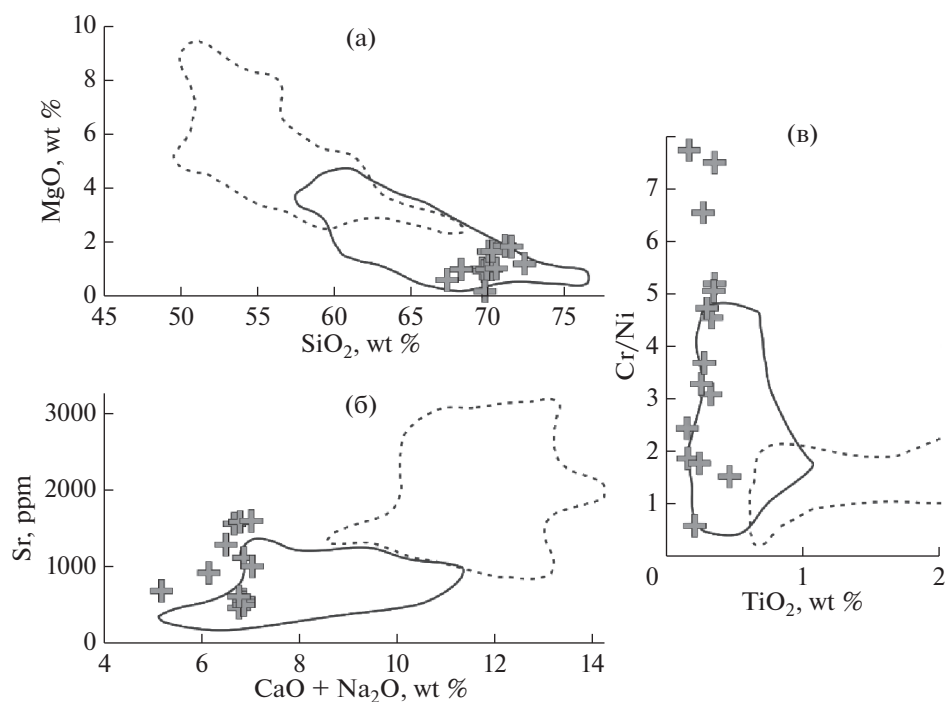 (а)
10
8
6
4
2
0
MgO, wt %
45 50 55 60 65 70 75
SiO₂, wt %
(б)
3000
2000
1000
0
Sr, ppm
4 6 8 10 12 14
CaO + Na₂O, wt %
(в)
7
6
5
4
3
2
1
Cr/Ni
0 1 2
TiO₂, wt %